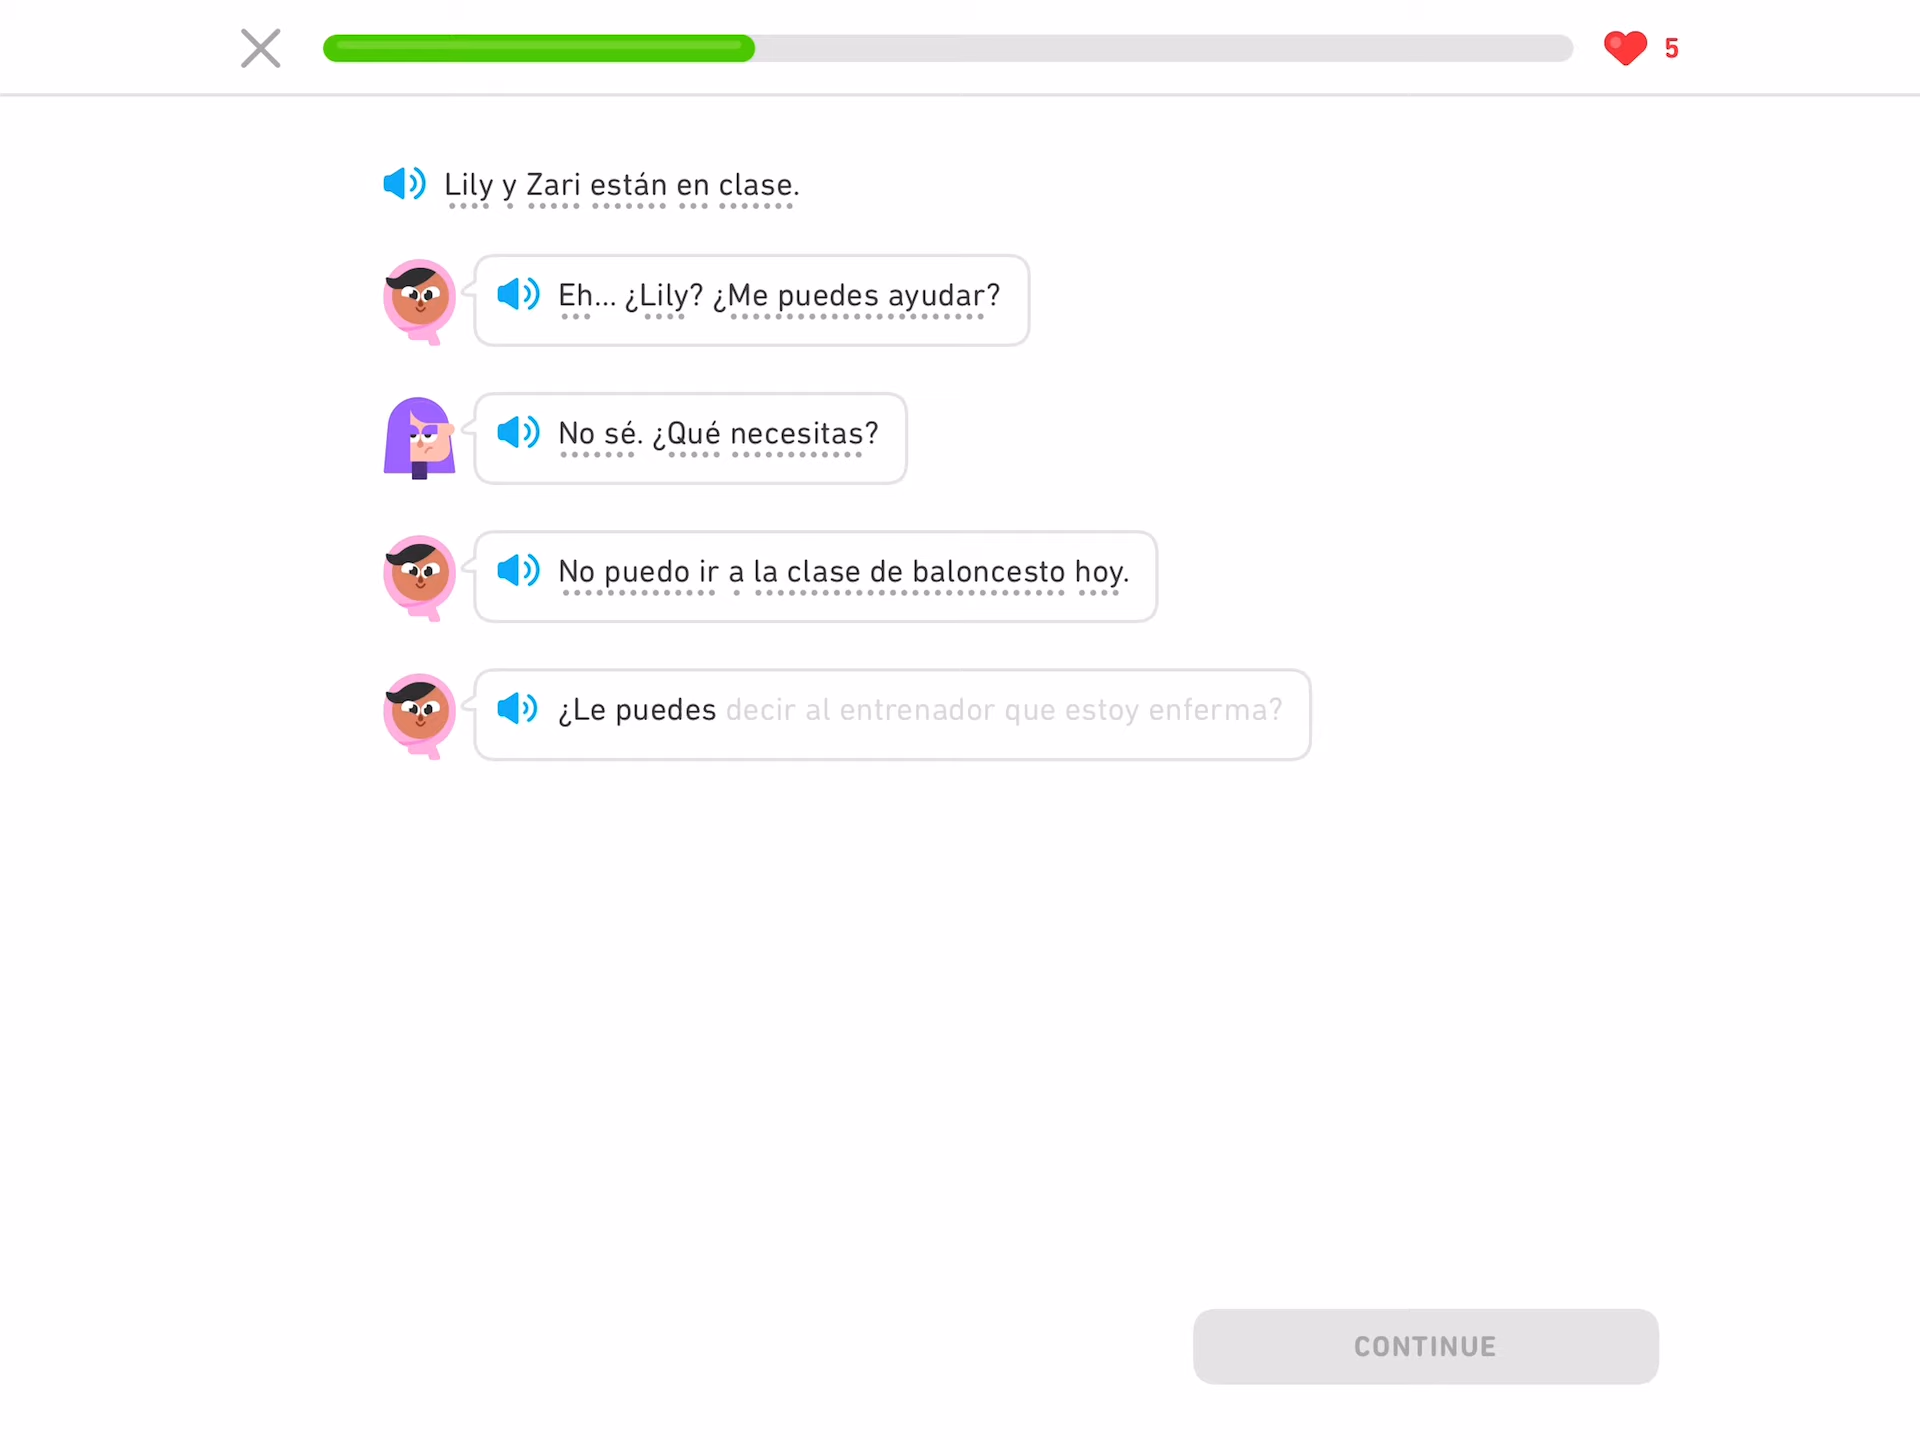 5
Lily y Zari están en clase.
Eh... ¿Lily? ¿Me puedes ayudar?
No sé. ¿Qué necesitas?
No puedo ir a la clase de baloncesto hoy.
¿Le puedes decir al entrenador que estoy enferma?
CONTINUE